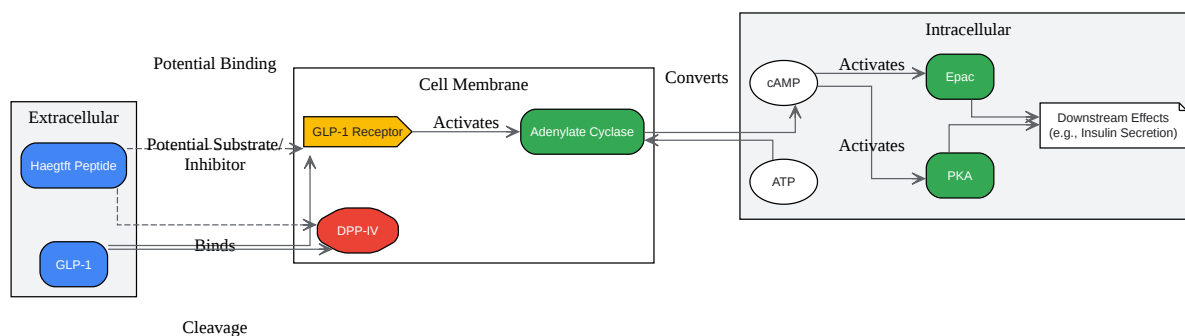 Extracellular
Haegtft Peptide
GLP-1
Potential Binding
Potential Substrate/
Inhibitor
Binds
Cleavage
Cell Membrane
GLP-1 Receptor
Activates
Adenylate Cyclase
DPP-IV
Converts
Intracellular
cAMP
ATP
Activates
Activates
Epac
PKA
Downstream Effects
(e.g., Insulin Secretion)